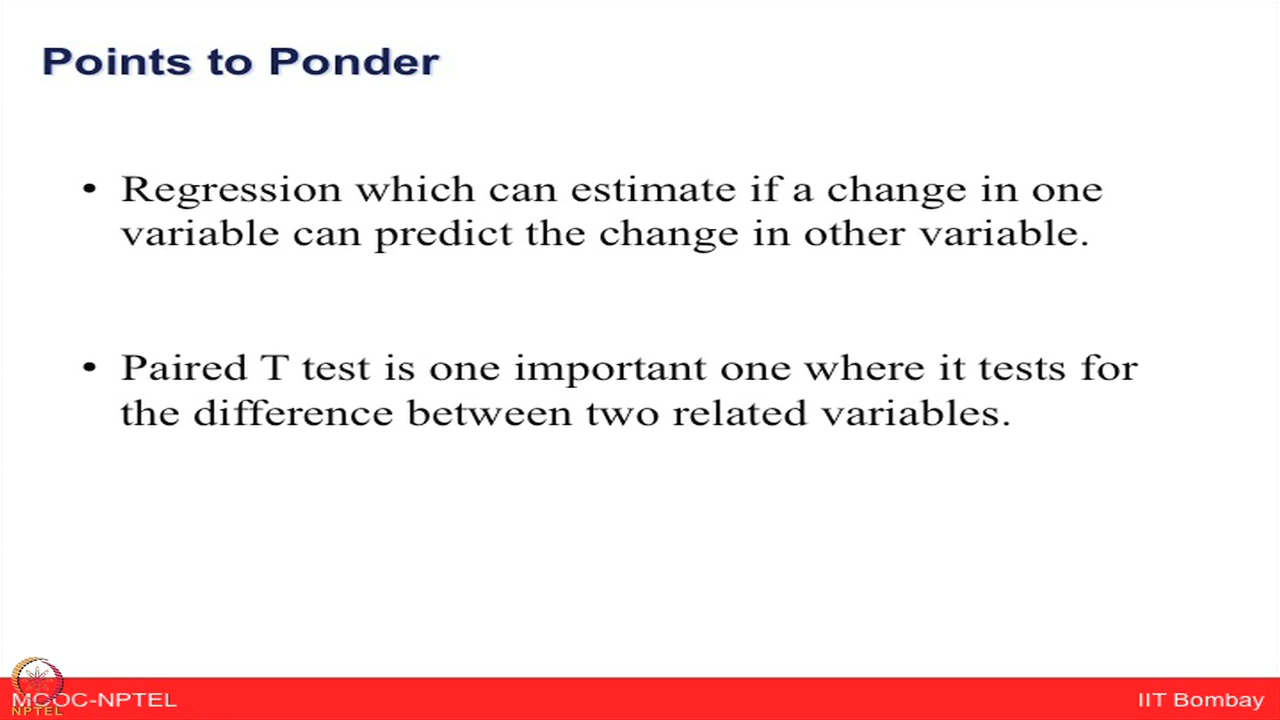 Points to Ponder
• Regression which can estimate if a change in one
variable can predict the change in other variable.
• Paired T test is one important one where it tests for
the difference between two related variables.
MCOC-NPTEL
NPTEL
IIT Bombay